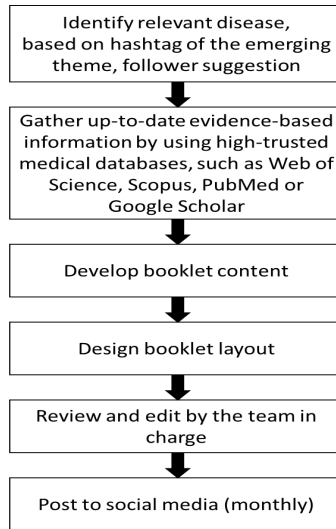 Identify relevant disease,
based on hashtag of the emerging
theme, follower suggestion
Gather up-to-date evidence-based
information by using high-trusted
medical databases, such as Web of
Science, Scopus, PubMed or
Google Scholar
Develop booklet content
Design booklet layout
Review and edit by the team in
charge
Post to social media (monthly)